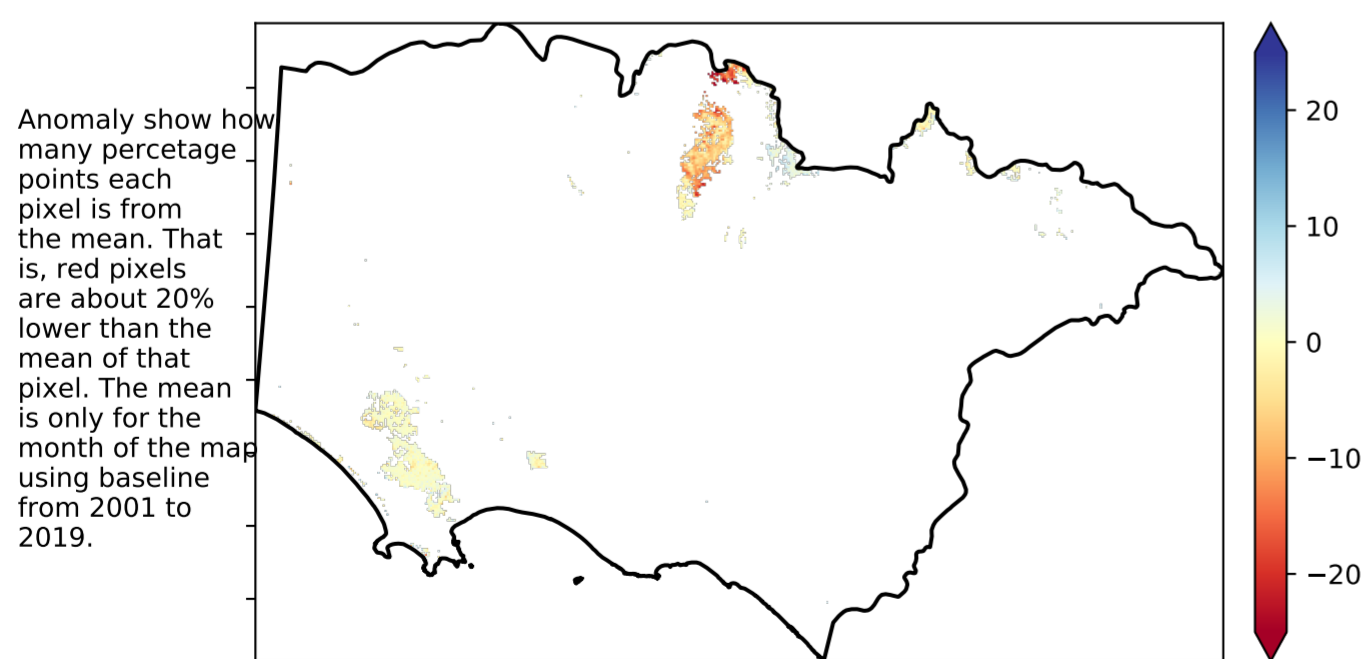 Anomaly show how
many percetage
points each
pixel is from
the mean. That
is, red pixels
are about 20%
lower than the
mean of that
pixel. The mean
is only for the
month of the map
using baseline
from 2001 to
2019.
20
10
0
−10
−20